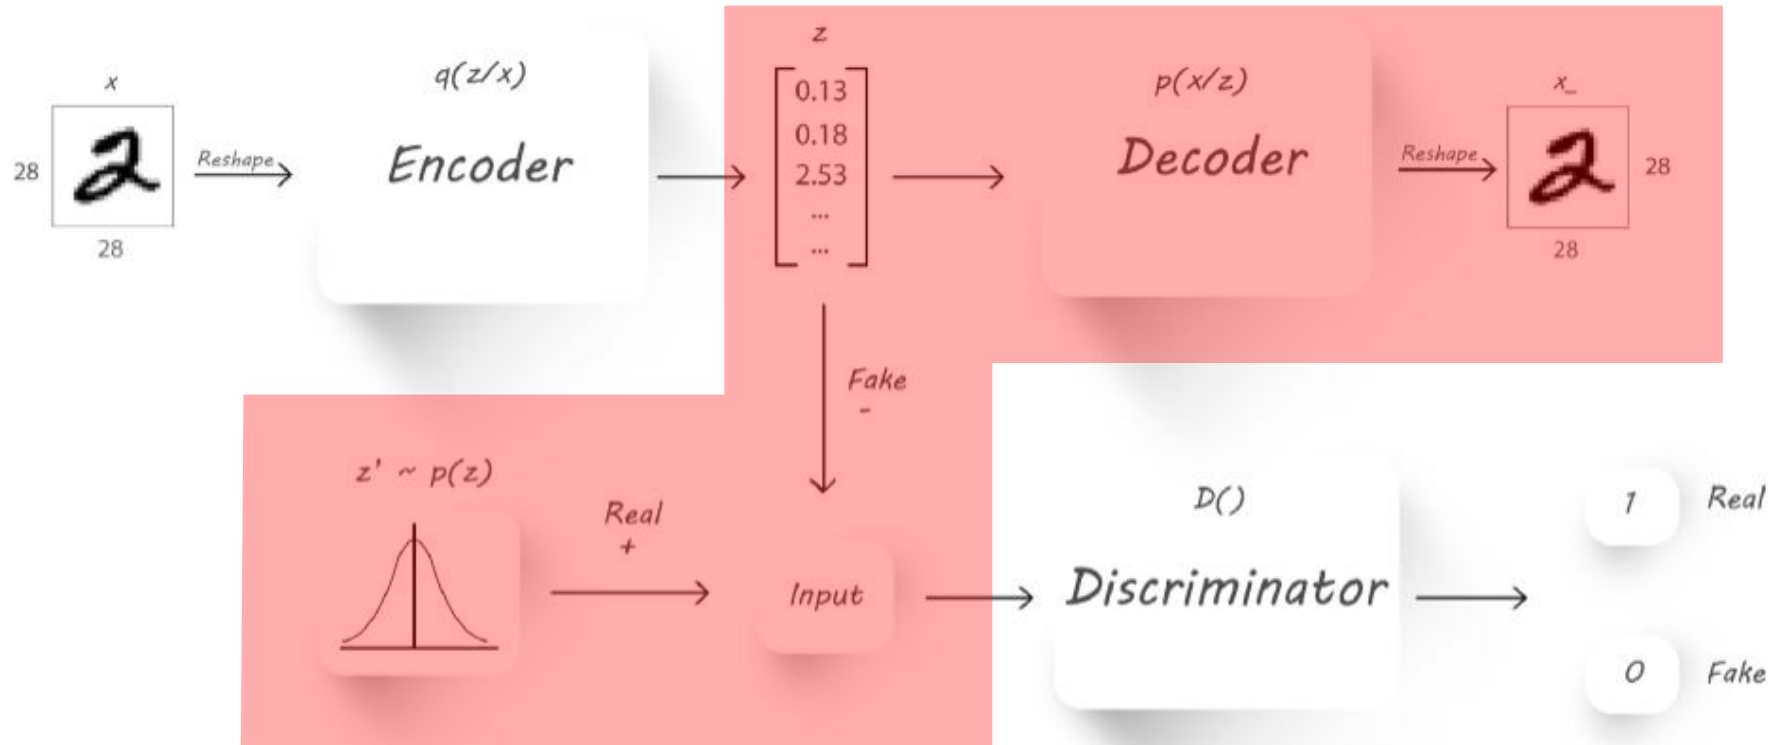 x
28
28
Reshape
q(z/x)
Encoder
z
0.13
0.18
2.53
...
...
p(x/z)
Decoder
Reshape
x_
28
28
Fake
-
z' ~ p(z)
Real
+
Input
D()
Discriminator
1 Real
0 Fake